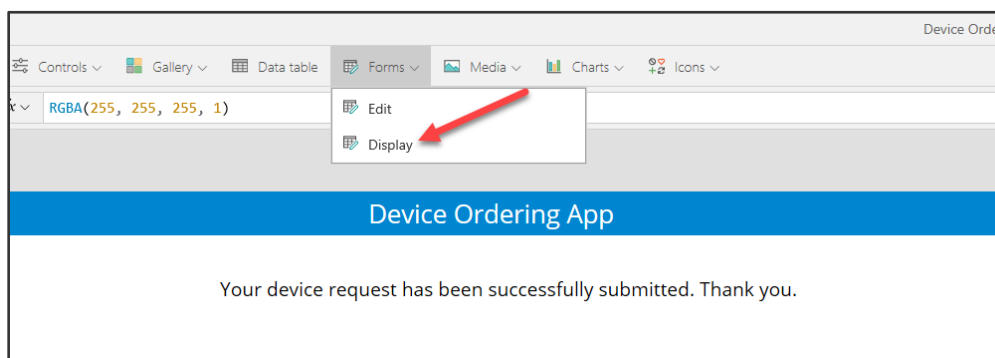 Device Orde
Controls Gallery Data table Forms Media Charts Icons
RGBA(255, 255, 255, 1)
Edit
Display
Device Ordering App
Your device request has been successfully submitted. Thank you.